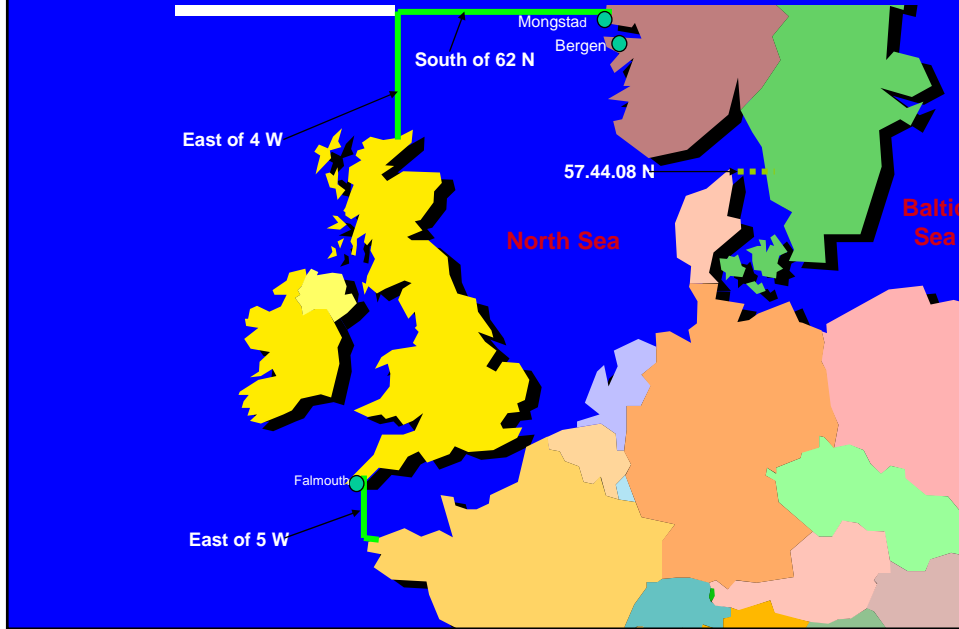 Mongstad
Bergen
South of 62 N
East of 4 W
57.44.08 N
Baltic
Sea
North Sea
Falmouth
East of 5 W